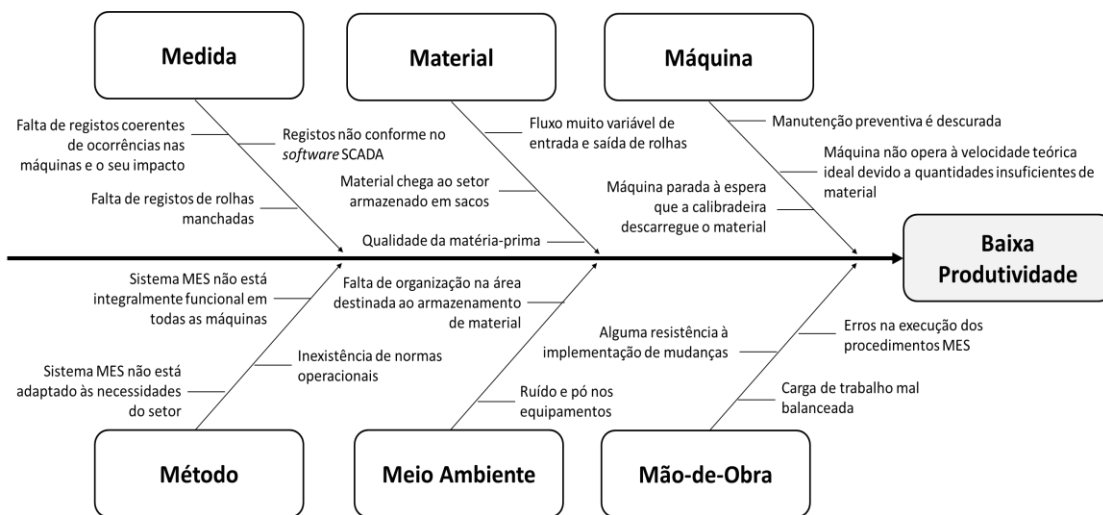 Medida
Material
Máquina
Falta de registos coerentes
de ocorrências nas
máquinas e o seu impacto
Registos não conforme no
software SCADA
Falta de registos de rolhas
manchadas
Fluxo muito variável de
entrada e saída de rolhas
Material chega ao setor
armazenado em sacos
Qualidade da matéria-prima
Manutenção preventiva é descurada
Máquina não opera à velocidade teórica
ideal devido a quantidades insuficientes de
material
Máquina parada à espera
que a calibradeira
descarregue o material
Baixa
Produtividade
Sistema MES não está
integralmente funcional em
todas as máquinas
Inexistência de normas
operacionais
Sistema MES não está
adaptado às necessidades
do setor
Falta de organização na área
destinada ao armazenamento
de material
Ruído e pó nos
equipamentos
Alguma resistência à
implementação de mudanças
Erros na execução dos
procedimentos MES
Carga de trabalho mal
balanceada
Método
Meio Ambiente
Mão-de-Obra